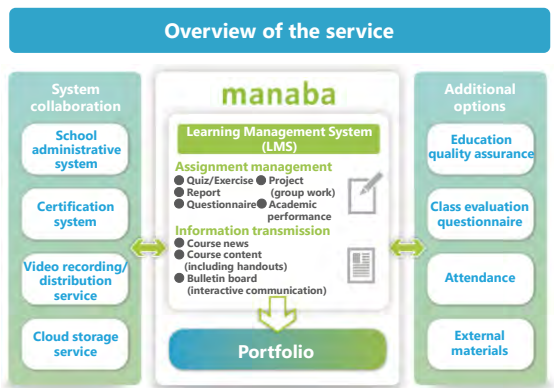 Overview of the service
System
collaboration
School
administrative
system
Certification
system
Video recording/
distribution
service
Cloud storage
service
manaba
Learning Management System
(LMS)
Assignment management
● Quiz/Exercise ● Project
(group work)
● Report
● Questionnaire ● Academic
performance
Information transmission
● Course news
● Course content
(including handouts)
● Bulletin board
(interactive communication)
Portfolio
Additional
options
Education
quality assurance
Class evaluation
questionnaire
Attendance
External
materials